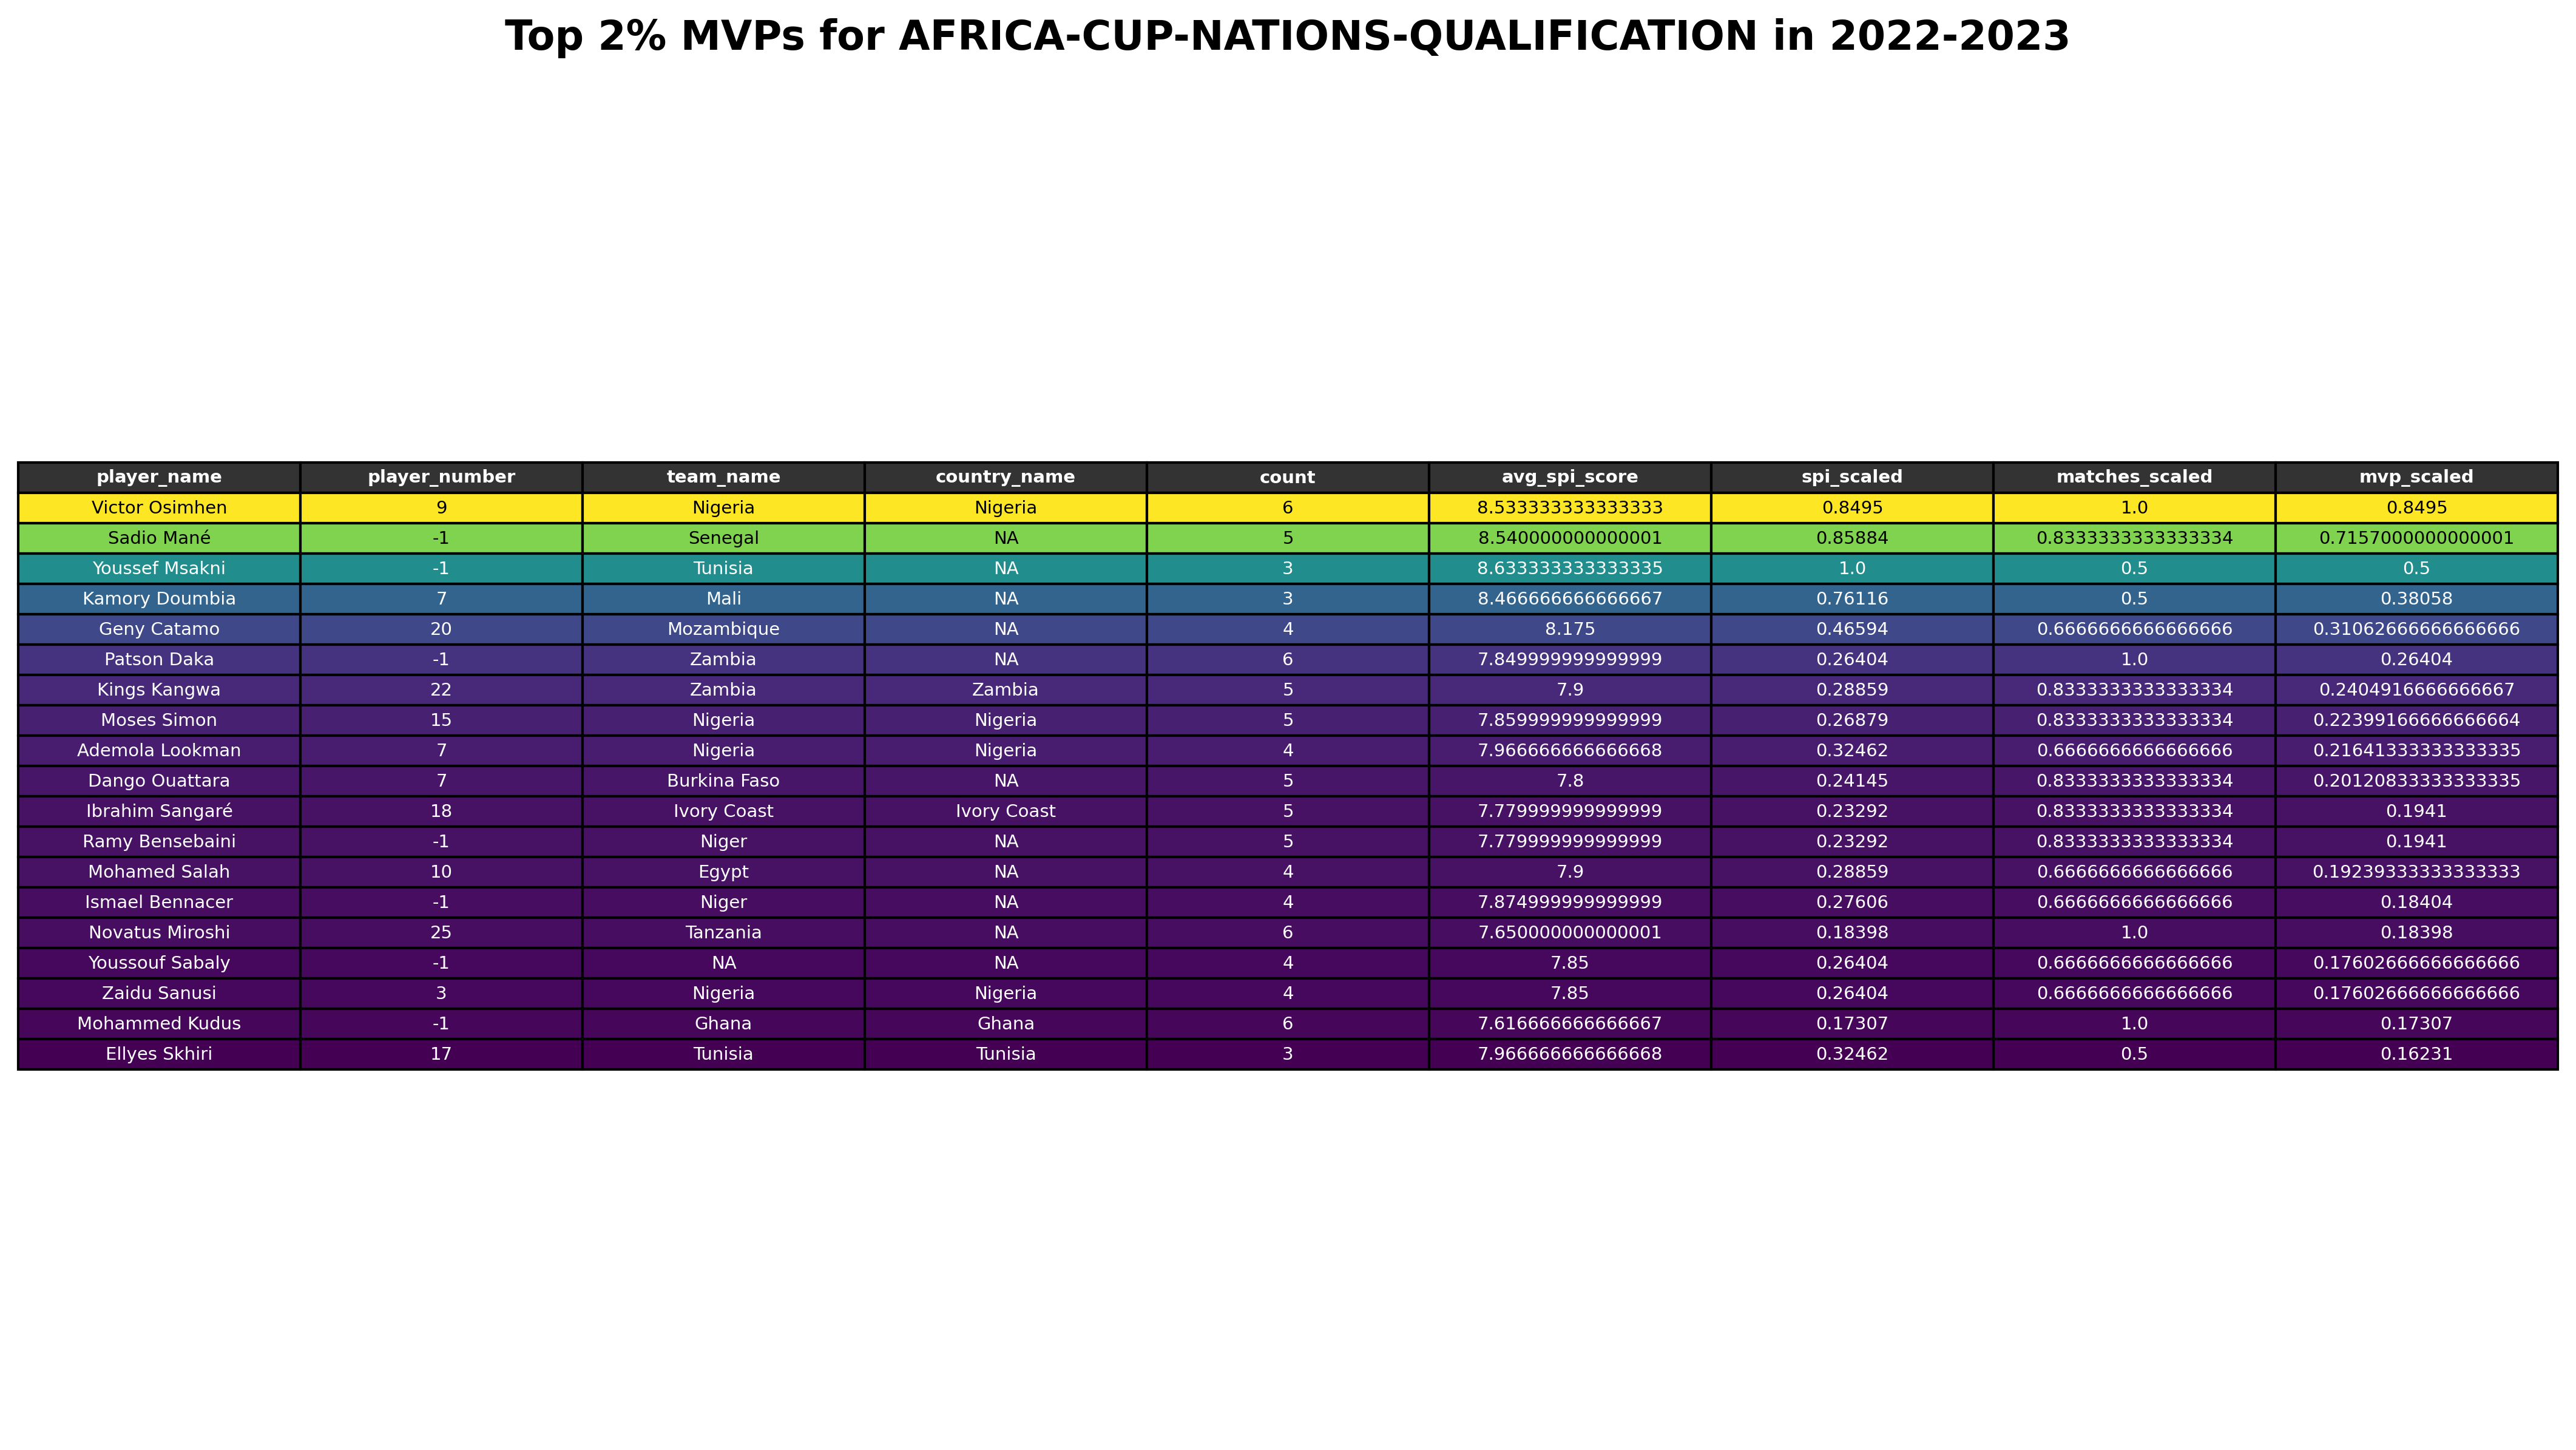 Top 2% MVPs for AFRICA-CUP-NATIONS-QUALIFICATION in 2022-2023
player_name player_number team_name country_name count avg_spi_score spi_scaled matches_scaled mvp_scaled
Victor Osimhen 9 Nigeria Nigeria 6 8.533333333333333 0.8495 1.0 0.8495
Sadio Mané -1 Senegal NA 5 8.540000000000001 0.85884 0.8333333333333334 0.7157000000000001
Youssef Msakni -1 Tunisia NA 3 8.633333333333335 1.0 0.5 0.5
Kamory Doumbia 7 Mali NA 3 8.466666666666667 0.76116 0.5 0.38058
Geny Catamo 20 Mozambique NA 4 8.175 0.46594 0.6666666666666666 0.31062666666666666
Patson Daka -1 Zambia NA 6 7.849999999999999 0.26404 1.0 0.26404
Kings Kangwa 22 Zambia Zambia 5 7.9 0.28859 0.8333333333333334 0.2404916666666667
Moses Simon 15 Nigeria Nigeria 5 7.859999999999999 0.26879 0.8333333333333334 0.22399166666666664
Ademola Lookman 7 Nigeria Nigeria 4 7.966666666666668 0.32462 0.6666666666666666 0.216413333333333335
Dango Ouattara 7 Burkina Faso NA 5 7.8 0.24145 0.8333333333333334 0.20120833333333335
Ibrahim Sangaré 18 Ivory Coast Ivory Coast 5 7.779999999999999 0.23292 0.8333333333333334 0.1941
Ramy Bensebaini -1 Niger NA 5 7.779999999999999 0.23292 0.8333333333333334 0.1941
Mohamed Salah 10 Egypt NA 4 7.9 0.28859 0.6666666666666666 0.19239333333333333
Ismael Bennacer -1 Niger NA 4 7.874999999999999 0.27606 0.6666666666666666 0.18404
Novatus Miroshi 25 Tanzania NA 6 7.650000000000001 0.18398 1.0 0.18398
Youssouf Sabaly -1 NA NA 4 7.85 0.26404 0.6666666666666666 0.17602666666666666
Zaidu Sanusi 3 Nigeria Nigeria 4 7.85 0.26404 0.6666666666666666 0.17602666666666666
Mohammed Kudus -1 Ghana Ghana 6 7.616666666666667 0.17307 1.0 0.17307
Ellyes Skhiri 17 Tunisia Tunisia 3 7.966666666666668 0.32462 0.5 0.16231